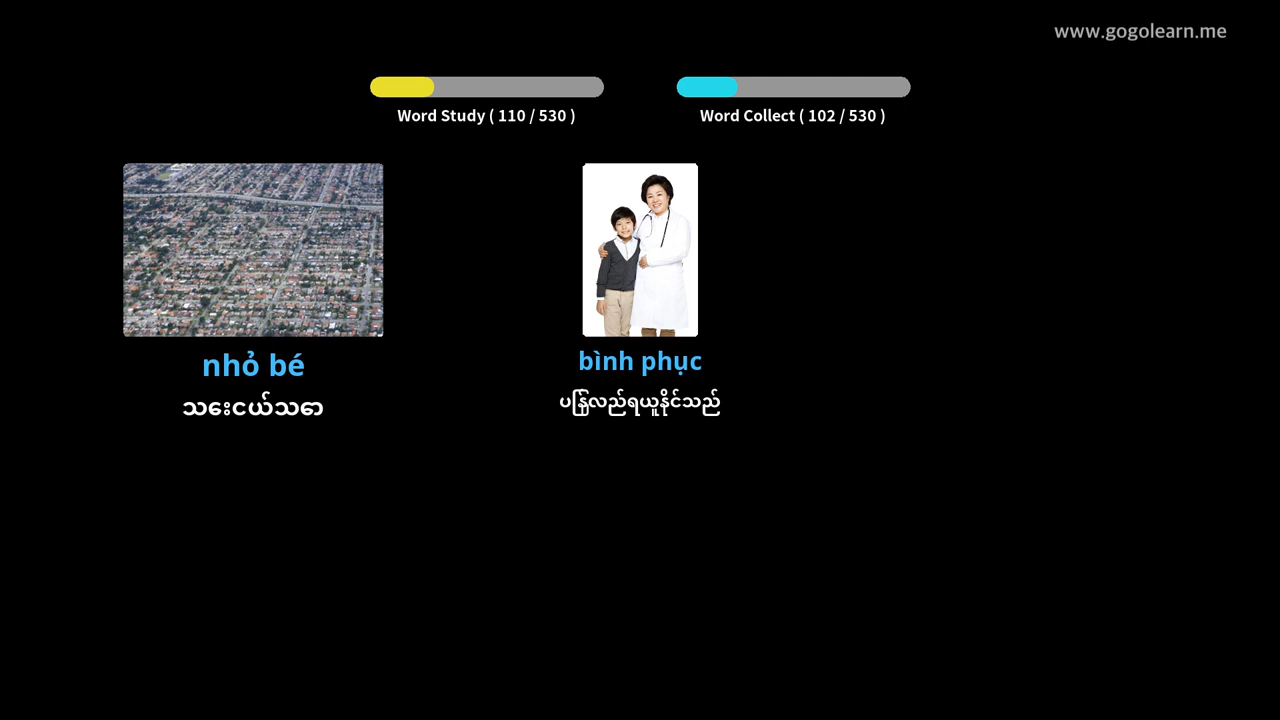 www.gogolearn.me
Word Study ( 110 / 530 )
Word Collect ( 102 / 530 )
nhỏ bé
သေးငယ်သော
bình phục
ပြန်လည်ရယူနိုင်သည်